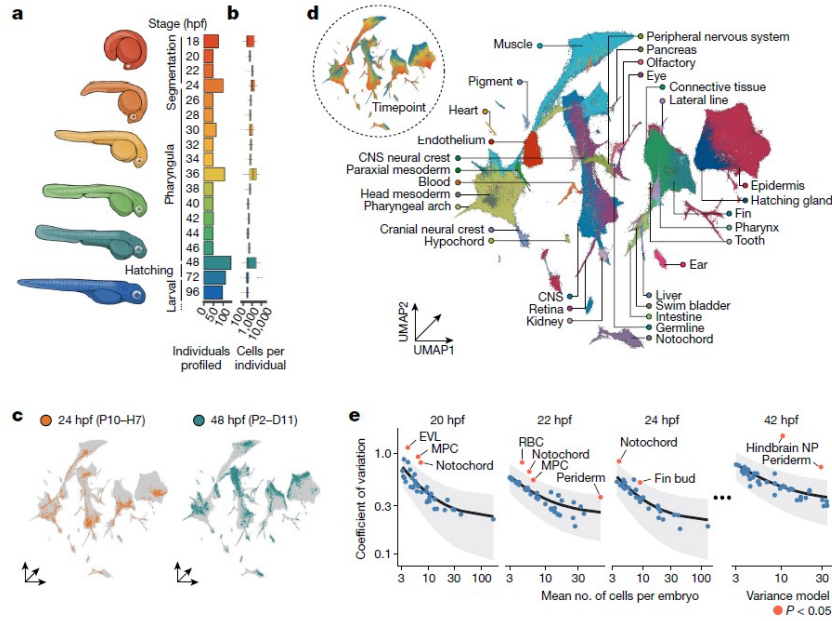 a
Stage (hpf)
Segmentation
Pharyngula
Hatching
Larval
18
20
22
24
26
28
30
32
34
36
38
40
42
44
46
48
72
96
0
50
100
Individuals
profiled
b
100
1,000
10,000
Cells per
individual
d
Timepoint
Muscle
Pigment
Heart
Endothelium
CNS neural crest
Paraxial mesoderm
Blood
Head mesoderm
Pharyngeal arch
Cranial neural crest
Hypochord
CNS
Retina
Kidney
Peripheral nervous system
Pancreas
Olfactory
Eye
Connective tissue
Lateral line
Epidermis
Hatching gland
Fin
Pharynx
Tooth
Ear
Liver
Swim bladder
Intestine
Germline
Notochord
UMAP2
UMAP1
c
24 hpf (P10–H7)
48 hpf (P2–D11)
e
20 hpf
22 hpf
24 hpf
42 hpf
EVL
MPC
Notochord
RBC
Notochord
MPC
Periderm
Notochord
Fin bud
Hindbrain NP
Periderm
Coefficient of variation
1.0
0.3
0.1
3 10 30 100
3 10 30
3 10 30 100
3 10 30
Mean no. of cells per embryo
Variance model
P < 0.05